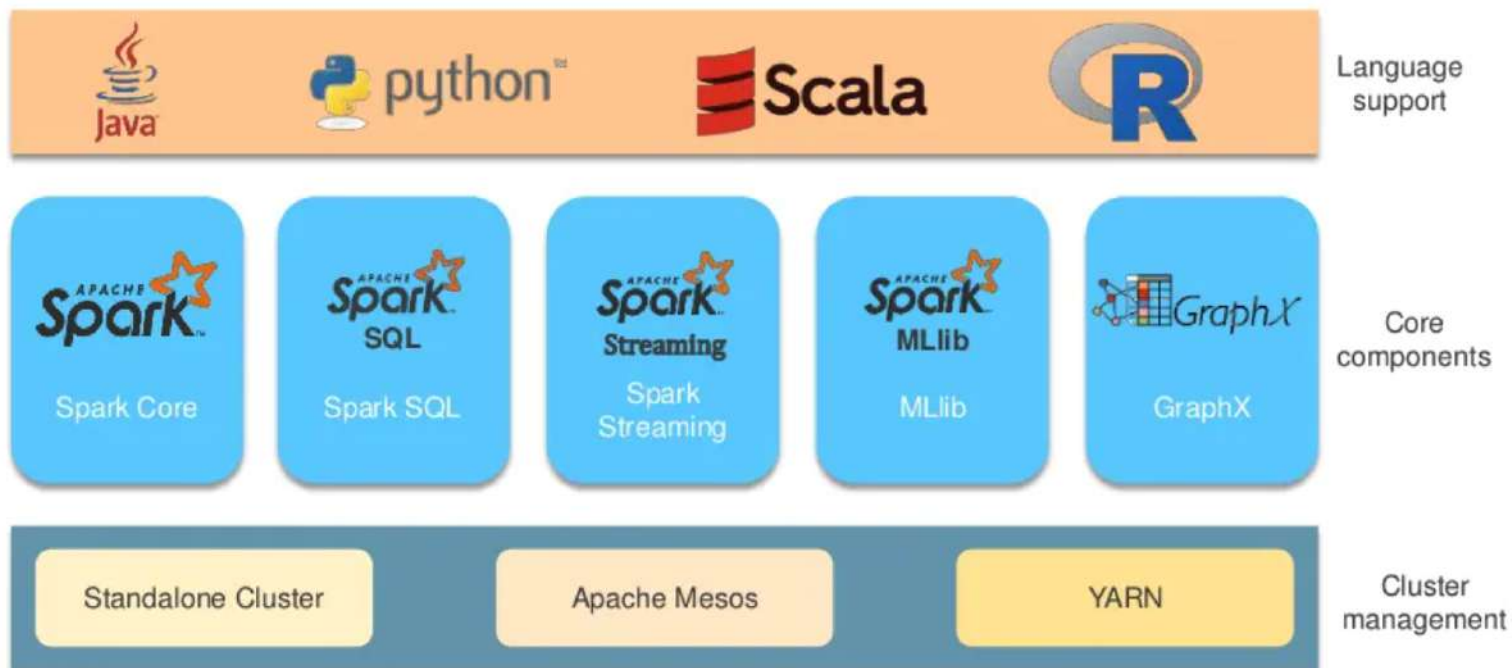 Java
python
Scala
R
Language
support
APACHE
Spark
Spark Core
APACHE
Spark
SQL
Spark SQL
APACHE
Spark
Streaming
Spark
Streaming
APACHE
Spark
MLlib
MLlib
GraphX
GraphX
Core
components
Standalone Cluster
Apache Mesos
YARN
Cluster
management